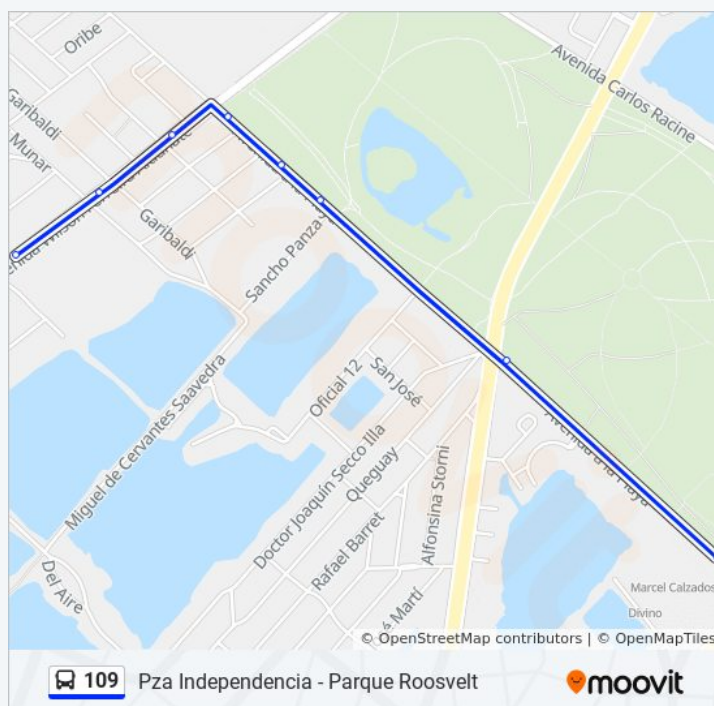 Oribe
Avenida Carlos Racine
Garibaldi
Munar
Garibaldi
Sancho Panza
Miguel de Cervantes Saavedra
Oficial 12
San José
Doctor Joaquín Secco Illa
Queguay
Rafael Barret
Alfonsina Storni
Avenida a la Playa
Del Aire
é Martí
Marcel Calzados
Divino
© OpenStreetMap contributors | © OpenMapTiles
109 Pza Independencia - Parque Roosvelt
moovit